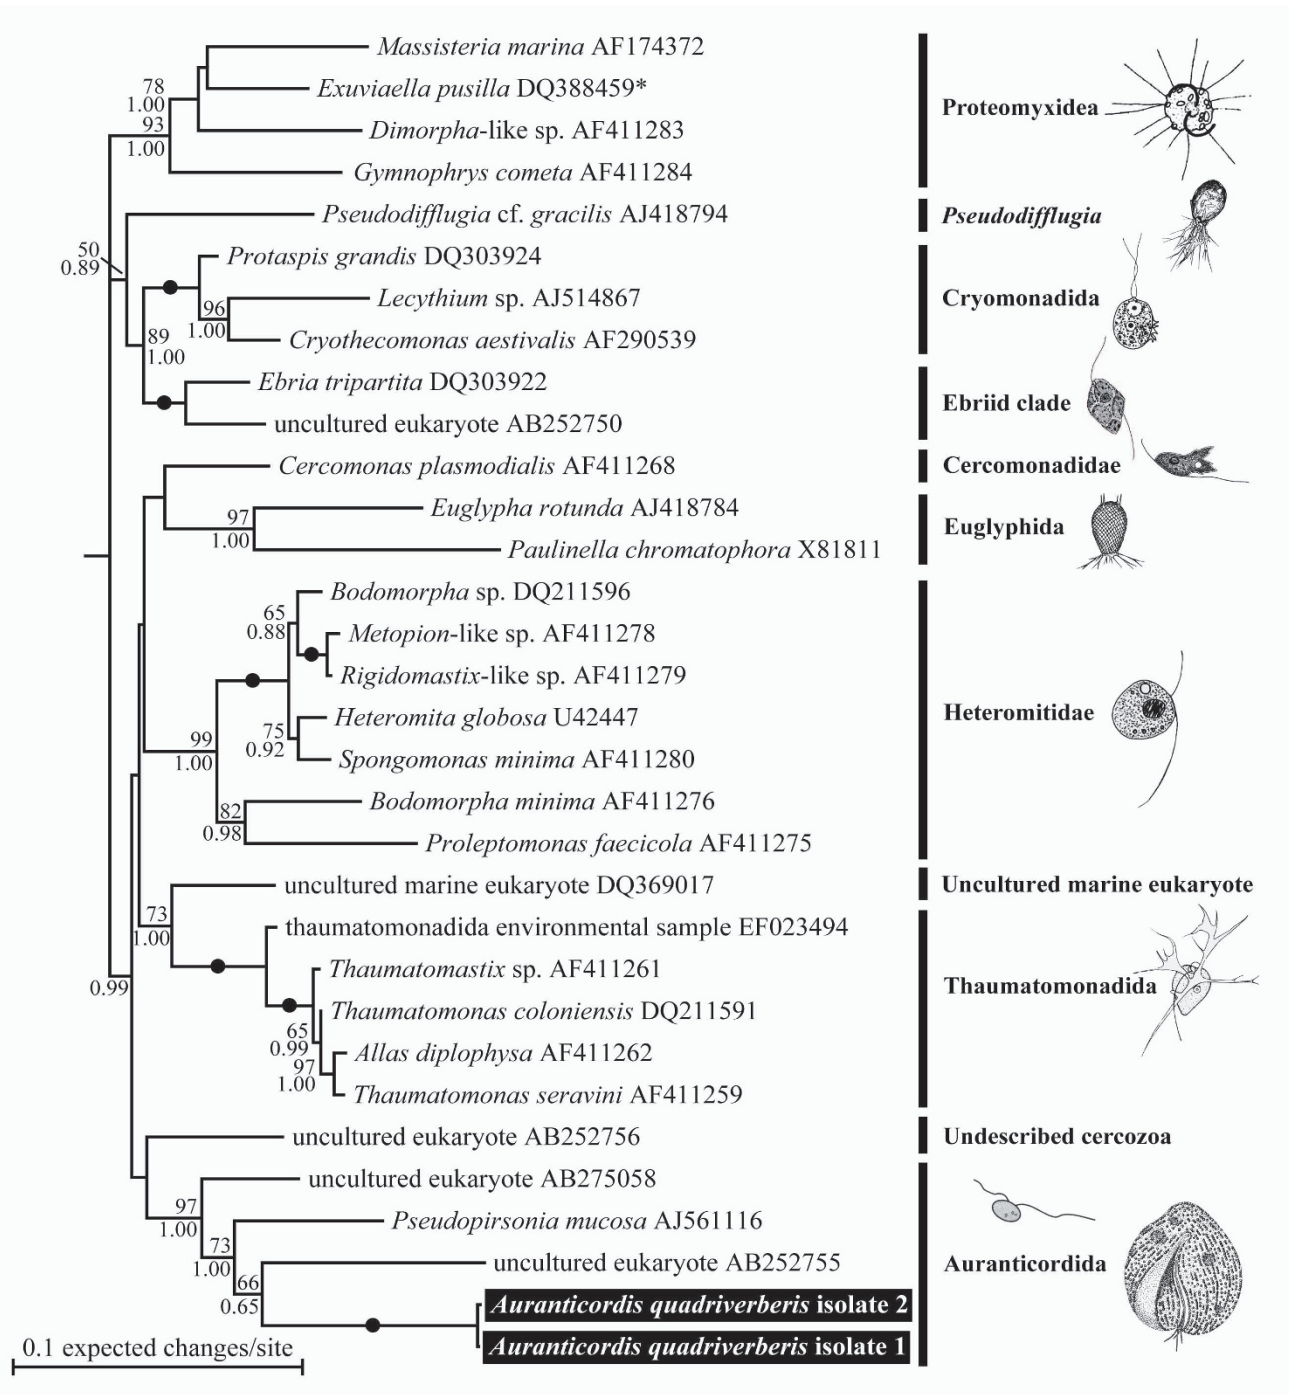 Massisteria marina AF174372
Exuviaella pusilla DQ388459*
78
1.00
Proteomyxidea
93
1.00
Dimorpha-like sp. AF411283
Gymnophrys cometa AF411284
Pseudodifflugia cf. gracilis AJ418794
Pseudodifflugia
50
0.89
Protaspis grandis DQ303924
Lecythium sp. AJ514867
Cryomonadida
96
1.00
89
1.00
Cryothecomonas aestivalis AF290539
Ebria tripartita DQ303922
Ebriid clade
uncultured eukaryote AB252750
Cercomonas plasmodialis AF411268
Cercomonadidae
Euglypha rotunda AJ418784
97
1.00
Euglyphida
Paulinella chromatophora X81811
Bodomorpha sp. DQ211596
65
0.88
Metopion-like sp. AF411278
Rigidomastix-like sp. AF411279
Heteromita globosa U42447
Heteromitidae
75
0.92
99
1.00
Spongomonas minima AF411280
Bodomorpha minima AF411276
82
0.98
Proleptomonas faecicola AF411275
uncultured marine eukaryote DQ369017
Uncultured marine eukaryote
73
1.00
thaumatomonadida environmental sample EF023494
Thaumatomastix sp. AF411261
Thaumatomonadida
0.99
Thaumatomonas coloniensis DQ211591
65
0.99
Allas diplophysa AF411262
97
1.00
Thaumatomonas seravini AF411259
uncultured eukaryote AB252756
Undescribed cercozoa
uncultured eukaryote AB275058
97
1.00
Pseudopirsonia mucosa AJ561116
73
1.00
uncultured eukaryote AB252755
Auranticordida
66
0.65
Auranticordis quadriverberis isolate 2
Auranticordis quadriverberis isolate 1
0.1 expected changes/site